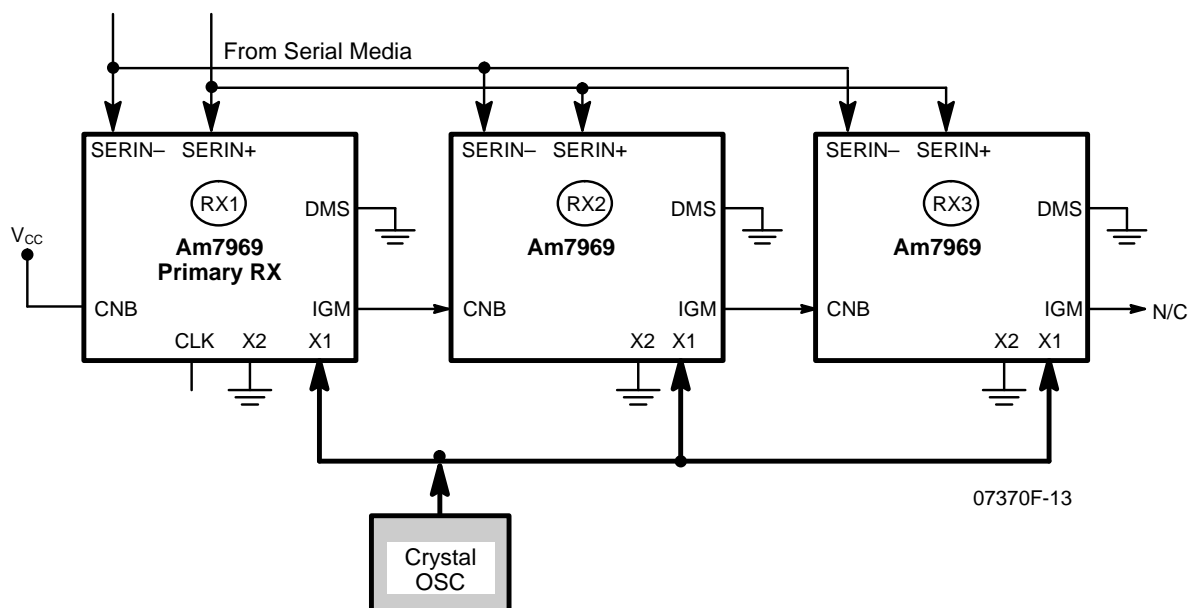 From Serial Media
SERIN– SERIN+
RX1
DMS
Am7969
Primary RX
VCC
CNB
IGM
CLK X2 X1
SERIN– SERIN+
RX2
DMS
Am7969
CNB
IGM
X2 X1
SERIN– SERIN+
RX3
DMS
Am7969
CNB
IGM
N/C
X2 X1
07370F-13
Crystal
OSC